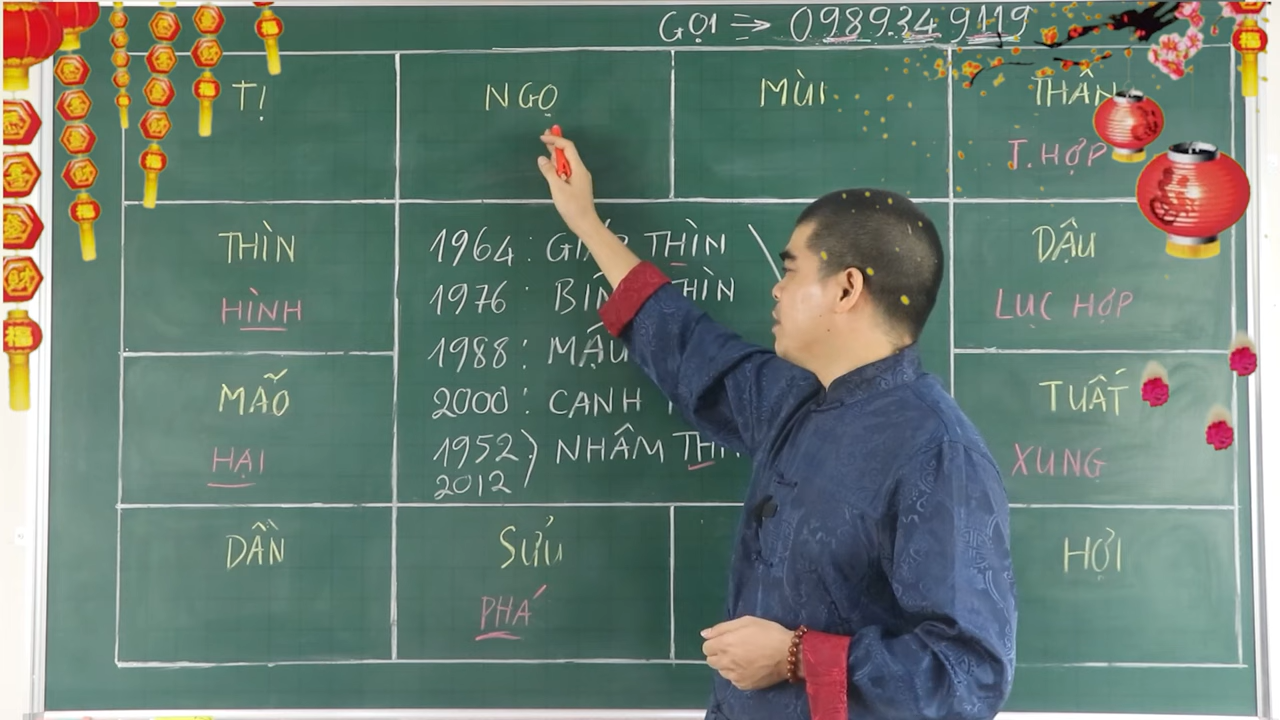 GỌI ⇒ 0989349119
TỊ
NGỌ
MÙI
THÂN
T.HỢP
THÌN
HÌNH
1964: GIÁP THÌN
DẬU
LỤC HỢP
1976: BÍNH THÌN
1988: MẬU
MÃO
HẠI
2000: CANH
TUẤT
XUNG
1952
2012 ) NHÂM THÌN
DẦN
SỬU
PHÁ
HỢI